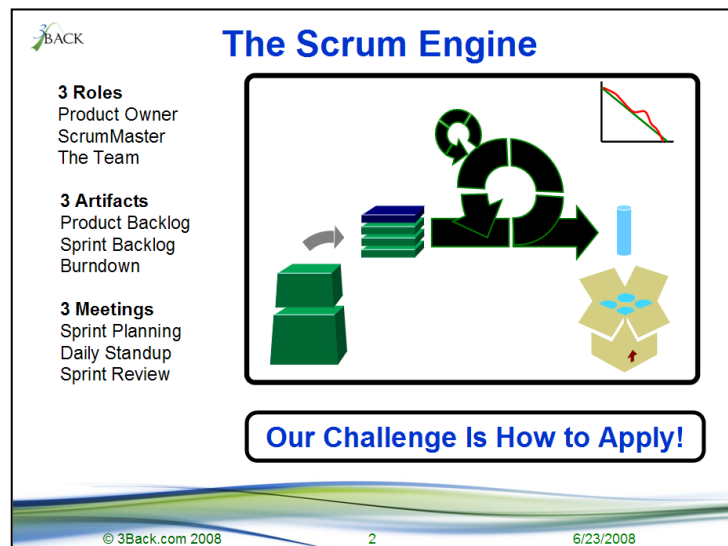 3BACK
The Scrum Engine
3 Roles
Product Owner
ScrumMaster
The Team
3 Artifacts
Product Backlog
Sprint Backlog
Burndown
3 Meetings
Sprint Planning
Daily Standup
Sprint Review
Our Challenge Is How to Apply!
© 3Back.com 2008 2 6/23/2008